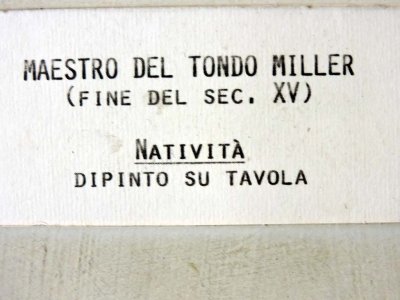 MAESTRO DEL TONDO MILLER
(FINE DEL SEC. XV)
NATIVITÀ
DIPINTO SU TAVOLA